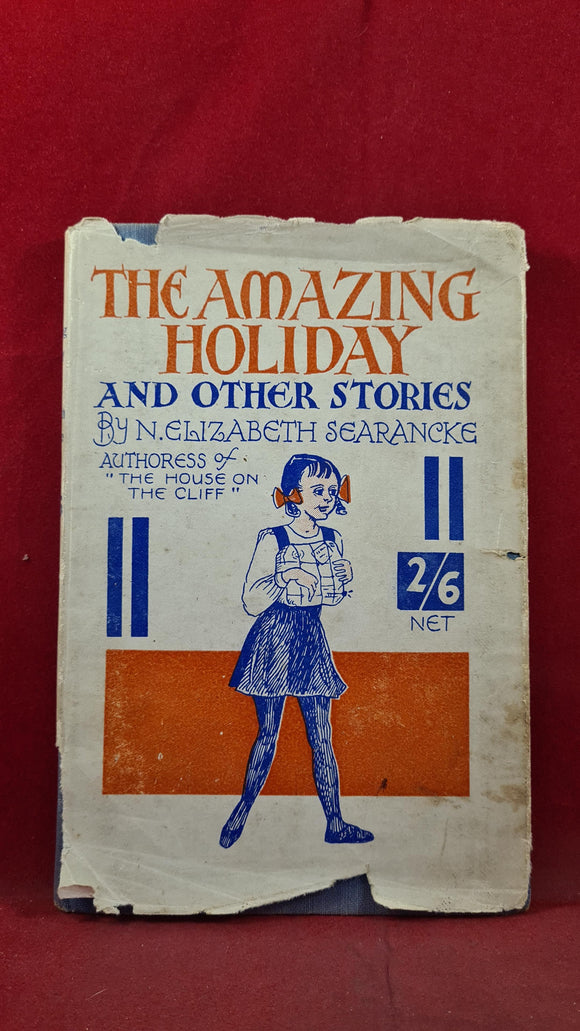 THE AMAZING
HOLIDAY
AND OTHER STORIES
By N. ELIZABETH SEARANCKE
AUTHORESS of
"THE HOUSE ON
THE CLIFF"
2/6
NET